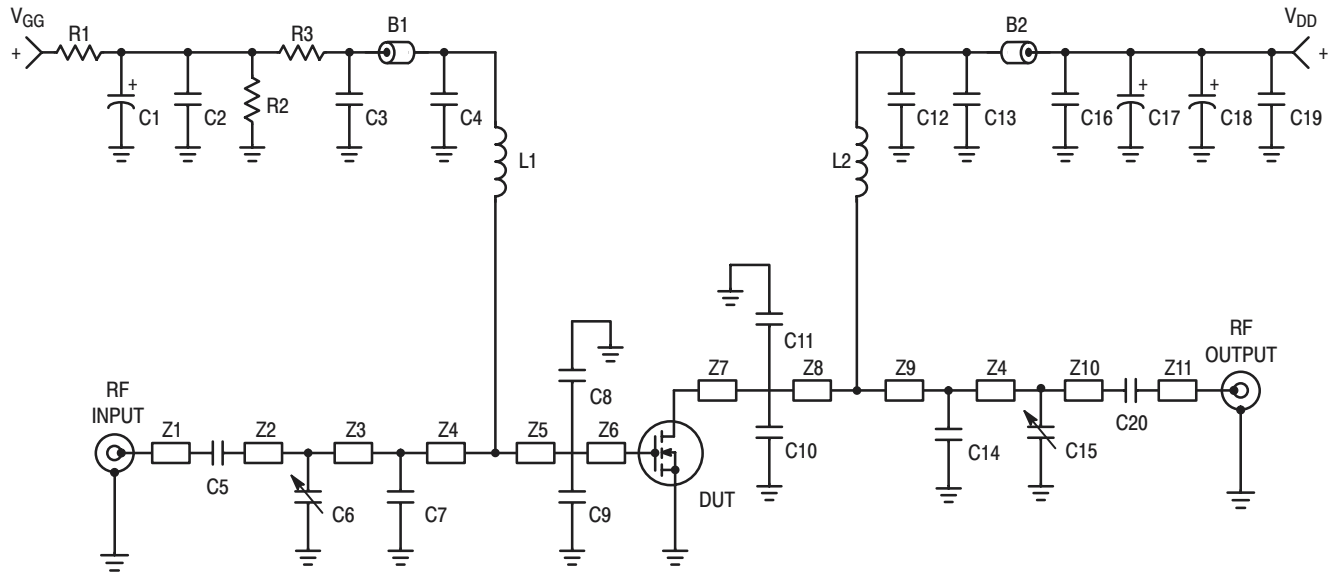 VGG
+
R1
R3
B1
+
C1
C2
R2
C3
C4
L1
B2
VDD
+
C12
C13
C16
+
C17
+
C18
C19
L2
RF
INPUT
Z1
C5
Z2
C6
Z3
C7
Z4
Z5
C8
C9
Z6
DUT
Z7
C11
C10
Z8
Z9
C14
Z4
C15
Z10
C20
Z11
RF
OUTPUT